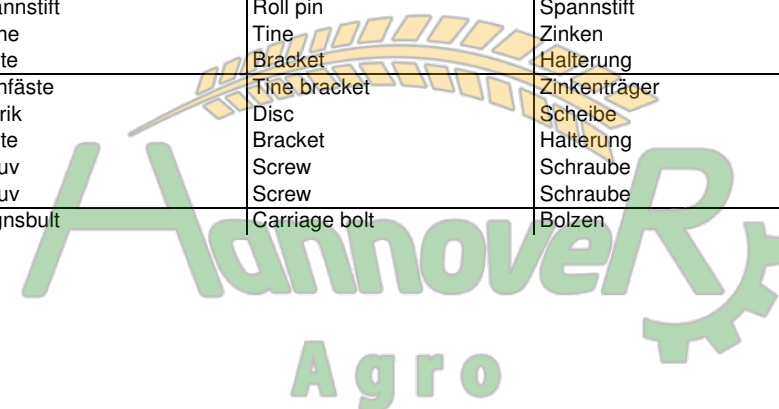 annstift Roll pin Spannstift
ne Tine Zinken
te Bracket Halterung
nfäste Tine bracket Zinkenträger
rik Disc Scheibe
te Bracket Halterung
uv Screw Schraube
uv Screw Schraube
gnsbult Carriage bolt Bolzen
HannoveR
Agro